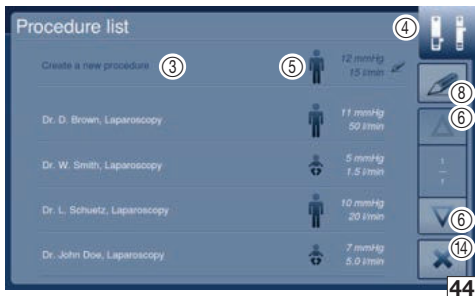 Procedure list
④
Create a new procedure ③ ⑤ 12 mmHg
15 l/min
⑧
⑥
Dr. D. Brown, Laparoscopy 11 mmHg
50 l/min
Dr. W. Smith, Laparoscopy 5 mmHg
1.5 l/min
1
1
Dr. L. Schuetz, Laparoscopy 10 mmHg
20 l/min
⑥
Dr. John Doe, Laparoscopy 7 mmHg
5.0 l/min
⑭
44